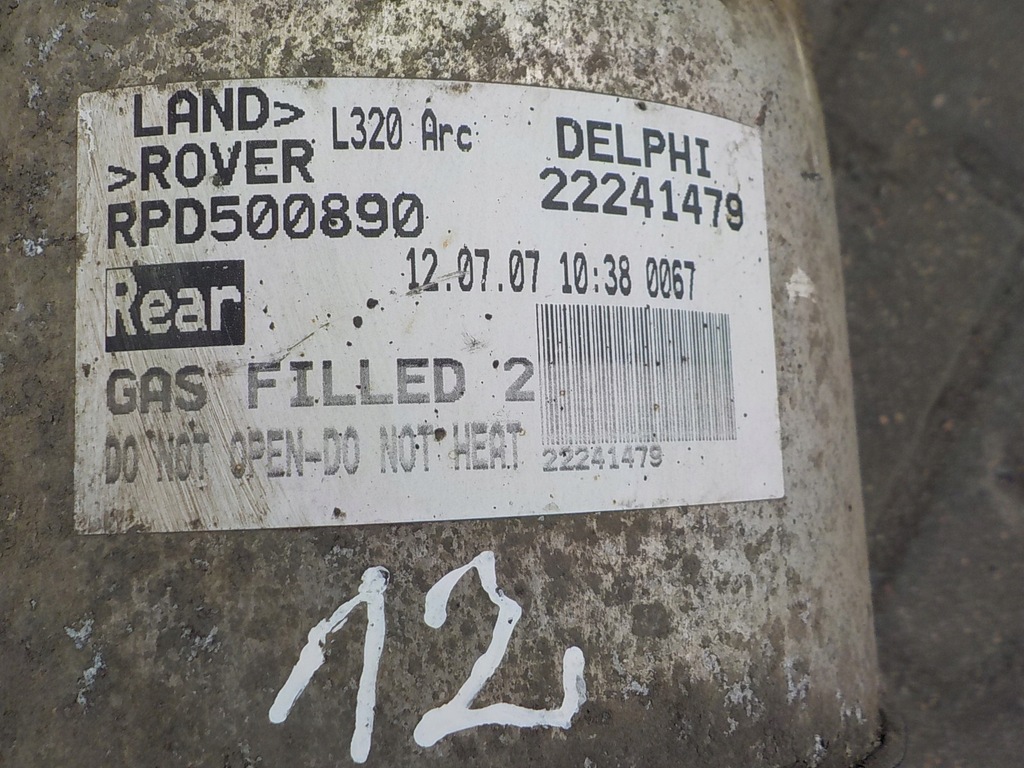 LAND>
>ROVER
L320 Arc
RPD500890
DELPHI
22241479
12.07.07 10:38 0067
Rear
GAS FILLED 2
DO NOT OPEN-DO NOT HEAT
22241479
12